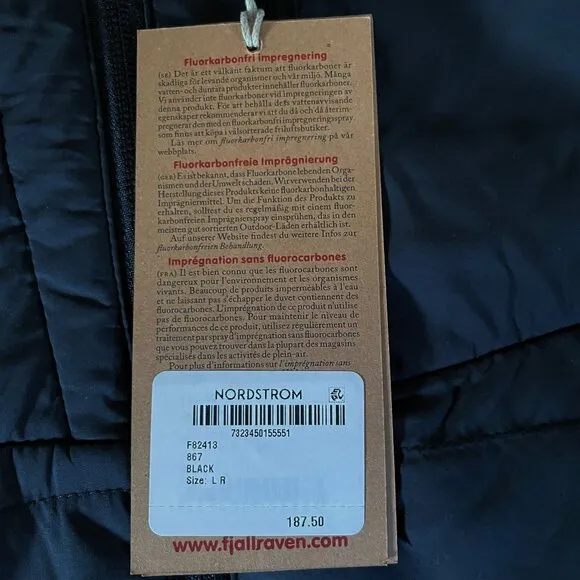 Fluorkarbonfri impregnering
(SE) Det är ett välkänt faktum att fluorkarboner är
skadliga för levande organismer och vår miljö. Många
vatten- och dunrata produkter innehåller fluorkarboner.
Vi använder inte fluorkarboner vid impregneringen av
denna produkt. För att behålla dess vattenavvisande
egenskaper rekommenderar vi att du då och då återim-
pregnerar den med en fluorkarbonfri impregneringsspray
som finns att köpa i välsorterade friluftsbutiker.
Läs mer om fluorkarbonfri impregnering på vår
webbplats.
Fluorkarbonfreie Imprägnierung
(GER) Es ist bekannt, dass Fluorkarbone lebenden Orga-
nismen und der Umwelt schaden. Wir verwenden bei der
Herstellung dieses Produkts keine fluorkarbonhaltigen
Imprägniermittel. Um die Funktion des Produkts zu
erhalten, solltest du es regelmäßig mit einem fluor-
karbonfreien Imprägnierspray einsprühen, das in den
meisten gut sortierten Outdoor-Läden erhältlich ist.
Auf unserer Website findest du weitere Infos zur
fluorkarbonfreien Behandlung.
Imprégnation sans fluorocarbones
(FRA) Il est bien connu que les fluorocarbones sont
dangereux pour l'environnement et les organismes
vivants. Beaucoup de produits imperméables à l'eau
et ne laissant pas s'échapper le duvet contiennent des
fluorocarbones. L'imprégnation de ce produit n'utilise
pas de fluorocarbones. Pour maintenir le niveau de
performances de ce produit, utilisez régulièrement un
traitement par spray d'imprégnation sans fluorocarbones
que vous pouvez trouver dans la plupart des magasins
spécialisés dans les activités de plein-air.
Pour plus d'informations sur l'imprégnation sans
NORDSTROM
7323450155551
F82413
867
BLACK
Size: L R
187.50
www.fjallraven.com